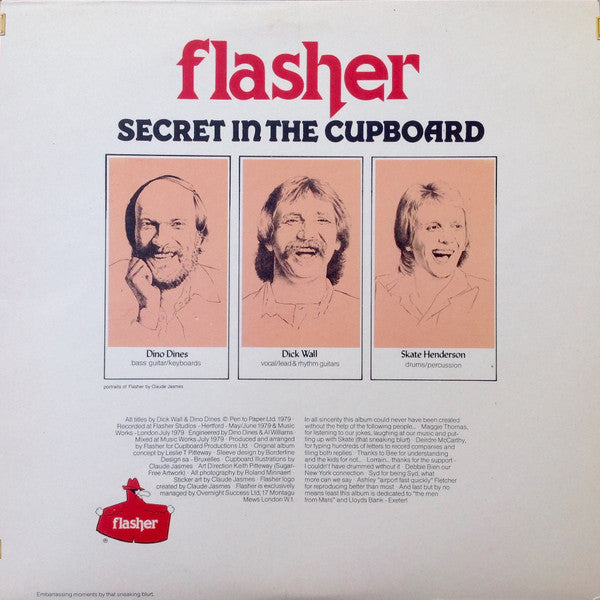 flasher
SECRET IN THE CUPBOARD
Dino Dines
bass guitar/keyboards
Dick Wall
vocal/lead & rhythm guitars
Skate Henderson
drums/percussion
portraits of Flasher by Claude Jasmes
All titles by Dick Wall & Dino Dines. © Pen to Paper Ltd. 1979 ·
Recorded at Flasher Studios - Hertford · May/June 1979 & Music
Works - London July 1979 · Engineered by Dino Dines & Al Williams ·
Mixed at Music Works July 1979 · Produced and arranged
by Flasher for Cupboard Productions Ltd · Original album
concept by Leslie T. Pitteway · Sleeve design by Borderline
Design sa - Bruxelles · Cupboard Illustrations by
Claude Jasmes · Art Direction Keith Pitteway (Sugar-
Free Artwork) · All photography by Roland Minnaert
Sticker art by Claude Jasmes · Flasher logo
created by Claude Jasmes · Flasher is exclusively
managed by Overnight Success Ltd, 17 Montagu
Mews London W.1.
In all sincerity this album could never have been created
without the help of the following people... Maggie Thomas,
for listening to our jokes, laughing at our music and put-
ting up with Skate (that sneaking blurt) · Deirdre McCarthy,
for typing hundreds of letters to record companies and
filing both replies · Thanks to Bee for understanding
and the kids for not... Lorrain.. thanks for the support -
I couldn't have drummed without it · Debbie Bien our
New York connection · Syd for being Syd, what
more can we say · Ashley "airport fast quickly" Fletcher
for reproducing better than most · And last but by no
means least this album is dedicated to "the men
from Mars" and Lloyds Bank - Exeter!
flasher
®
Embarrassing moments by that sneaking blurt.